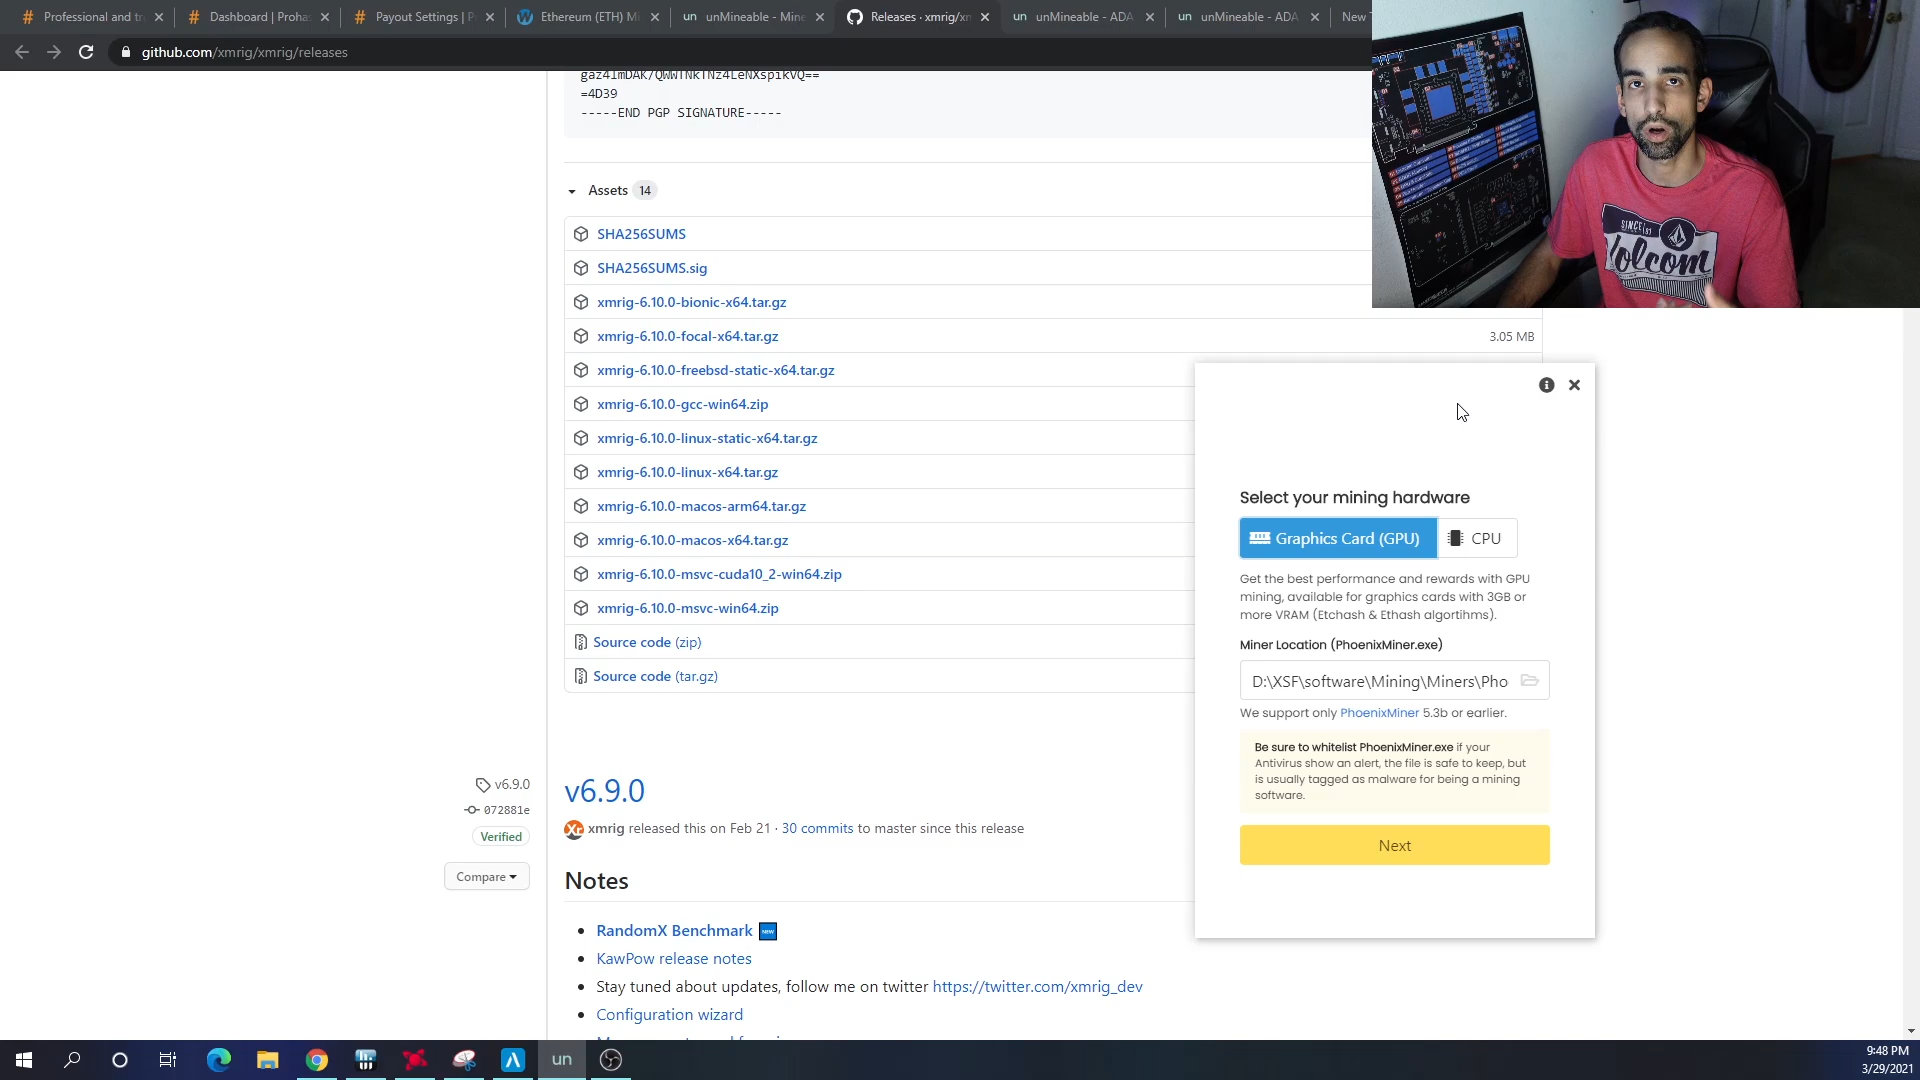 Professional and tr
Dashboard | Prohas
Payout Settings | P
Ethereum (ETH) Mi
unMineable - Mine
Releases · xmrig/xm
unMineable - ADA
unMineable - ADA
New T
github.com/xmrig/xmrig/releases
gaz4lmDAK/QWWTNkTNz4LeNXspikVQ==
=4D39
-----END PGP SIGNATURE-----
Assets 14
SHA256SUMS
SHA256SUMS.sig
xmrig-6.10.0-bionic-x64.tar.gz
xmrig-6.10.0-focal-x64.tar.gz
3.05 MB
xmrig-6.10.0-freebsd-static-x64.tar.gz
xmrig-6.10.0-gcc-win64.zip
xmrig-6.10.0-linux-static-x64.tar.gz
xmrig-6.10.0-linux-x64.tar.gz
xmrig-6.10.0-macos-arm64.tar.gz
xmrig-6.10.0-macos-x64.tar.gz
xmrig-6.10.0-msvc-cuda10_2-win64.zip
xmrig-6.10.0-msvc-win64.zip
Source code (zip)
Source code (tar.gz)
v6.9.0
072881e
Verified
Compare
v6.9.0
xmrig released this on Feb 21 · 30 commits to master since this release
Notes
RandomX Benchmark NEW
KawPow release notes
Stay tuned about updates, follow me on twitter https://twitter.com/xmrig_dev
Configuration wizard
Select your mining hardware
Graphics Card (GPU)
CPU
Get the best performance and rewards with GPU
mining, available for graphics cards with 3GB or
more VRAM (Etchash & Ethash algortihms).
Miner Location (PhoenixMiner.exe)
D:\XSF\software\Mining\Miners\Pho
We support only PhoenixMiner 5.3b or earlier.
Be sure to whitelist PhoenixMiner.exe if your
Antivirus show an alert, the file is safe to keep, but
is usually tagged as malware for being a mining
software.
Next
SINCE 91
Volcom
un
9:48 PM
3/29/2021